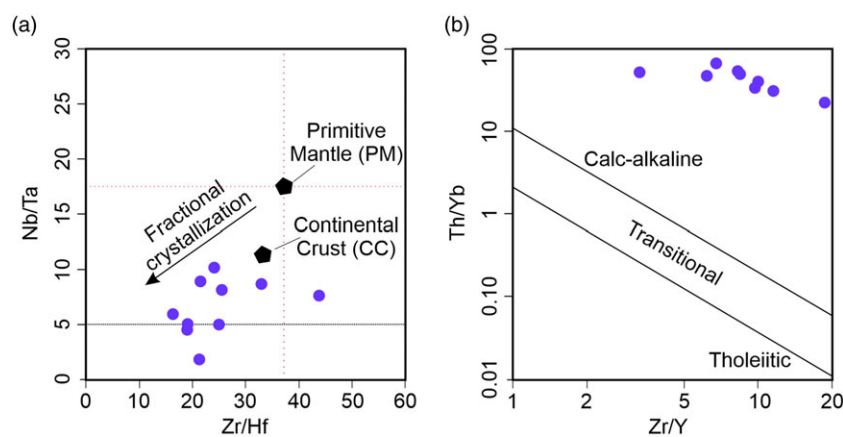 (a)
30
25
20
15
10
5
0
Nb/Ta
Primitive
Mantle (PM)
Continental
Crust (CC)
Fractional
crystallization
0 10 20 30 40 50 60
Zr/Hf
(b)
100
10
1
0.10
0.01
Th/Yb
Calc-alkaline
Transitional
Tholeiitic
1 2 5 10 20
Zr/Y